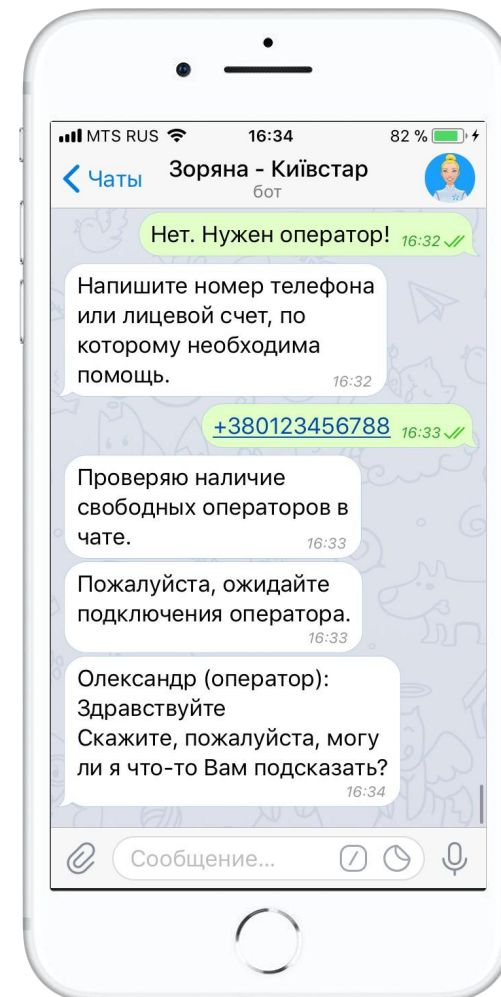 MTS RUS 16:34 82 %
Чаты Зоряна - Київстар
бот
Нет. Нужен оператор! 16:32
Напишите номер телефона
или лицевой счет, по
которому необходима
помощь. 16:32
+380123456788 16:33
Проверяю наличие
свободных операторов в
чате. 16:33
Пожалуйста, ожидайте
подключения оператора.
16:33
Олександр (оператор):
Здравствуйте
Скажите, пожалуйста, могу
ли я что-то Вам подсказать?
16:34
Сообщение...